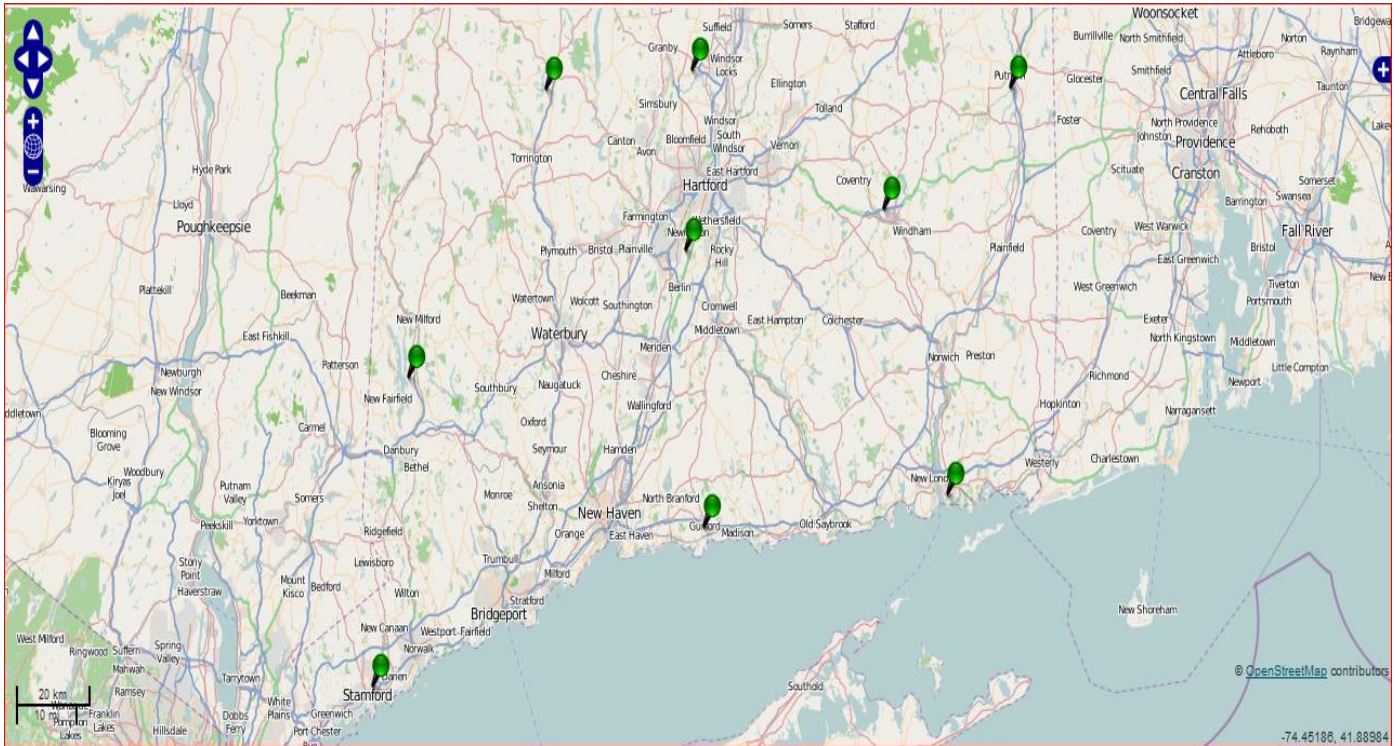 Woonsocket
Suffield
Somers
Stafford
Burrillville
North Smithfield
Bridgewa
Granby
Attleboro
Norton
Raynham
Windsor
Locks
Smithfield
Ellington
Glocester
Central Falls
Taunton
Simsbury
Tolland
Windsor
Foster
North Providence
Rehoboth
Canton
Bloomfield
South
Windsor
Vernon
Johnston
Providence
Avon
Torrington
East Hartford
Scituate
Cranston
Hyde Park
Coventry
Swansea
Somerset
Wawarsing
Hartford
Barrington
Lloyd
Farmington
Wethersfield
Poughkeepsie
Windham
Coventry
West Warwick
Fall River
Plymouth
Bristol
Plainville
Rocky
Hill
Plainfield
Bristol
East Greenwich
Plattekill
Beekman
Berlin
West Greenwich
Tiverton
Portsmouth
Watertown
Wolcott
Southington
Cromwell
New Milford
East Hampton
Colchester
Exeter
East Fishkill
Waterbury
Middletown
North Kingstown
Middletown
Meriden
Norwich
Preston
Patterson
Little Compton
Newburgh
Cheshire
Richmond
Newport
New Windsor
Southbury
Naugatuck
New Fairfield
Wallingford
Hopkinton
Narragansett
ddletown
Oxford
Carmel
Blooming
Grove
Danbury
Seymour
Hamden
Charlestown
Bethel
Westerly
Woodbury
Kiryas
Joel
Putnam
Valley
Somers
Monroe
Ansonia
Shelton
North Branford
New Haven
Peekskill
Yorktown
Ridgefield
Orange
East Haven
Madison
Old Saybrook
Stony
Point
Haverstraw
Mount
Kisco
Bedford
Lewisboro
Wilton
Trumbull
Milford
Stratford
Bridgeport
New Shoreham
New Canaan
Westport
Fairfield
West Milford
Ringwood
Suffern
Mahwah
Spring
Valley
Norwalk
Tarrytown
Stamford
Southold
© OpenStreetMap contributors
20 km
10 mi
Ramsey
White
Plains
Greenwich
Franklin
Lakes
Pompton
Lakes
Hillsdale
Dobbs
Ferry
Port Chester
-74.45186, 41.88984